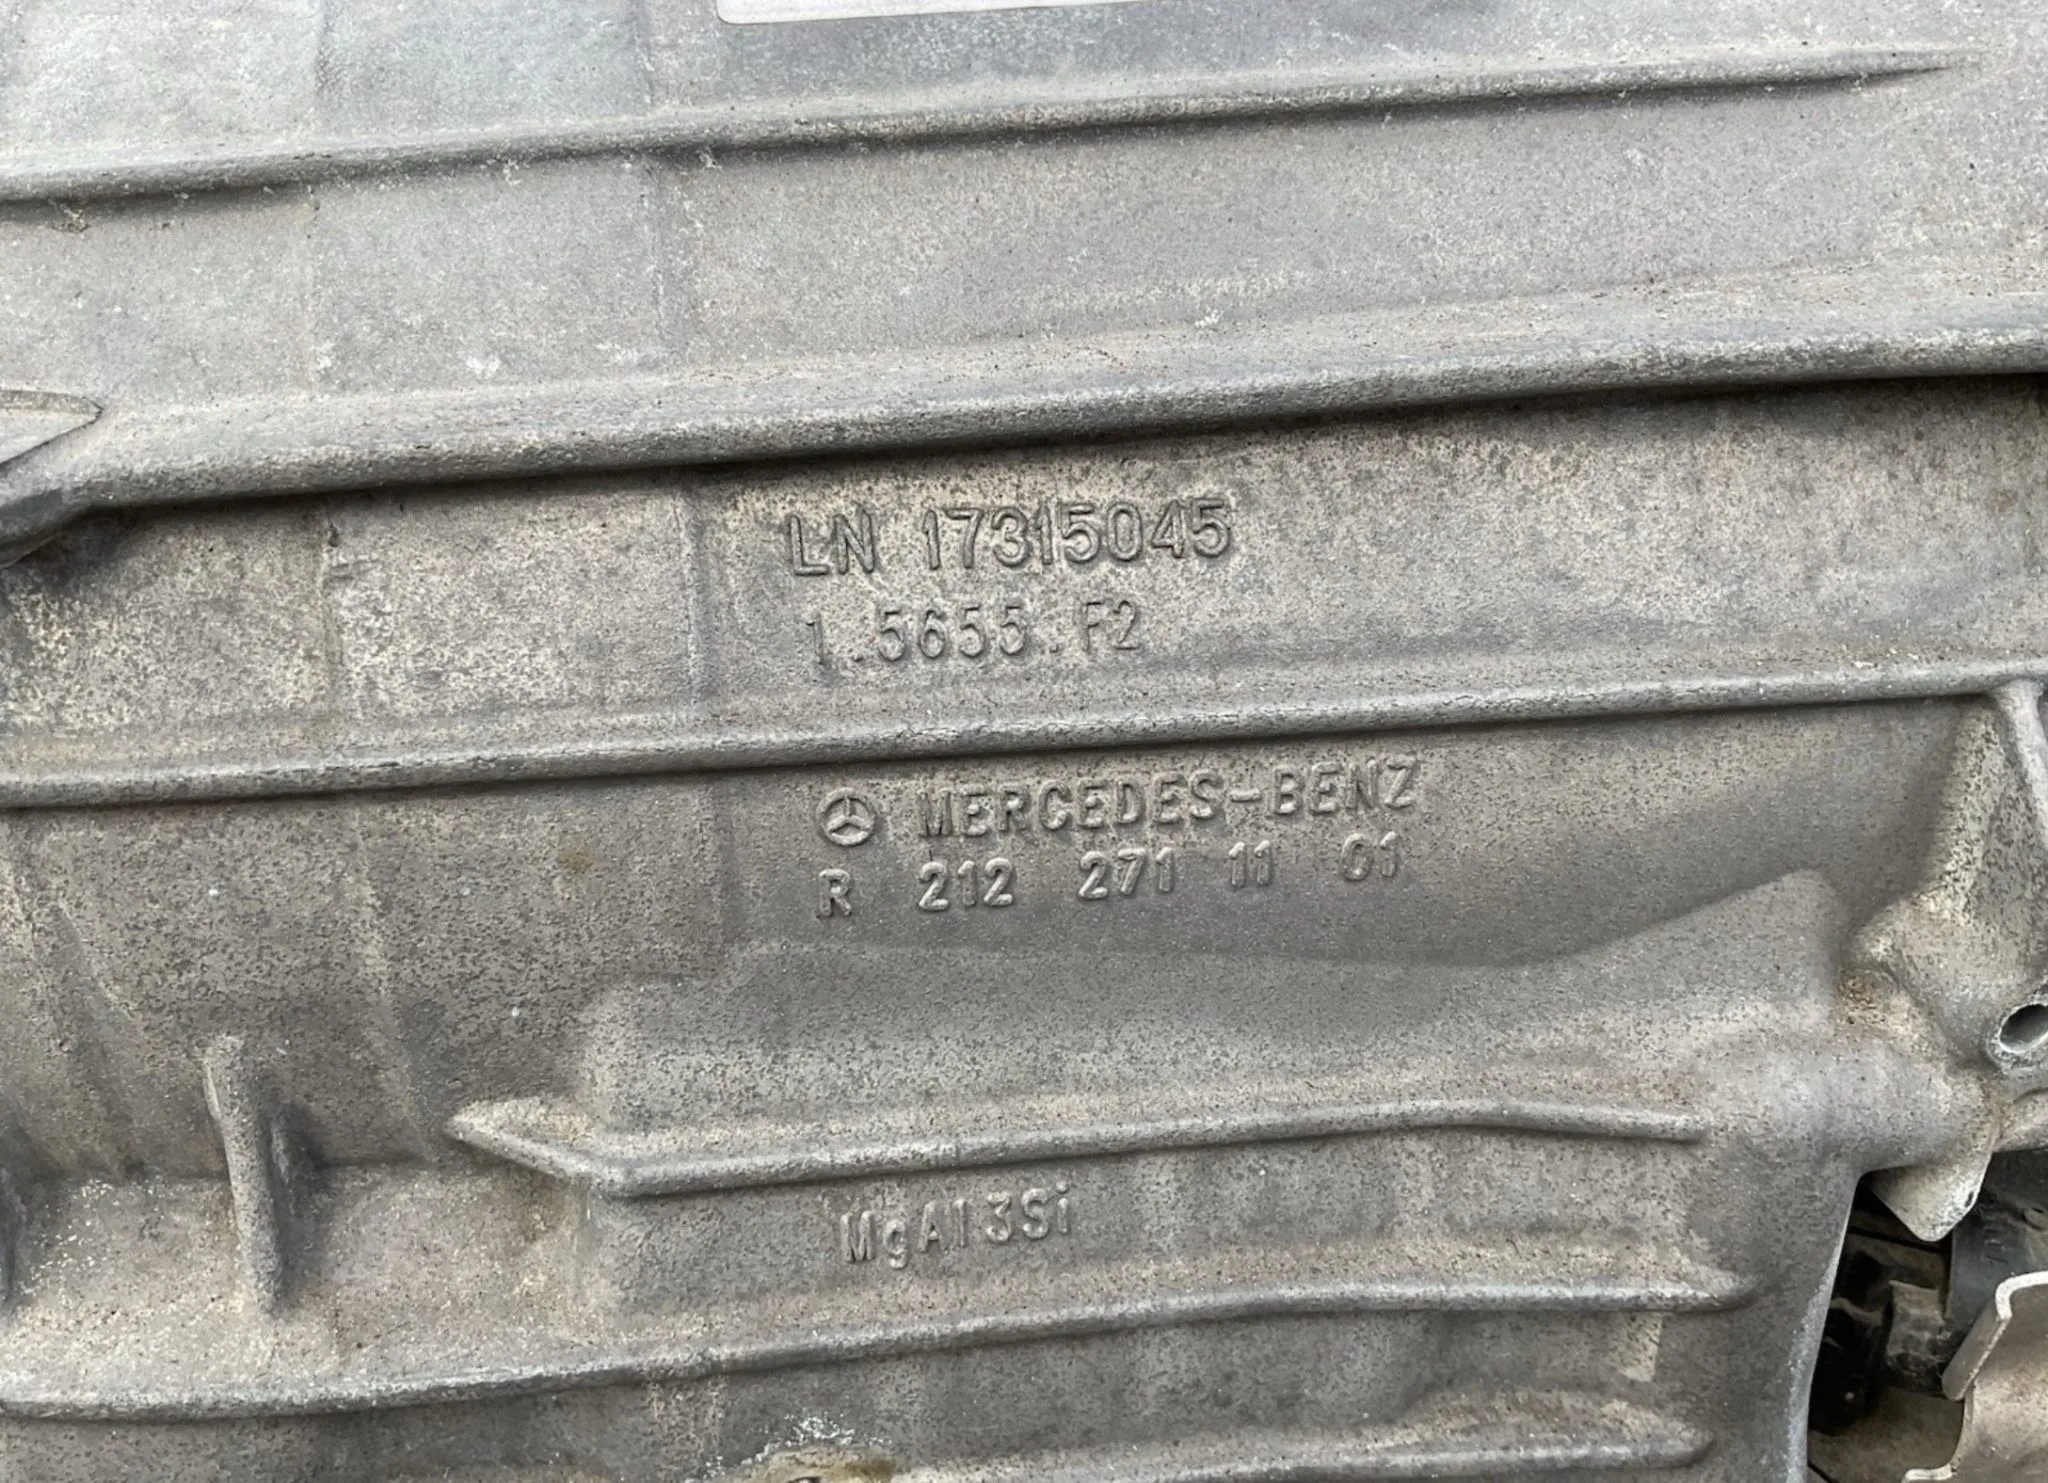 LN 17315045
1.5655.F2
MERCEDES-BENZ
R 212 271 11 01
MgAl3Si